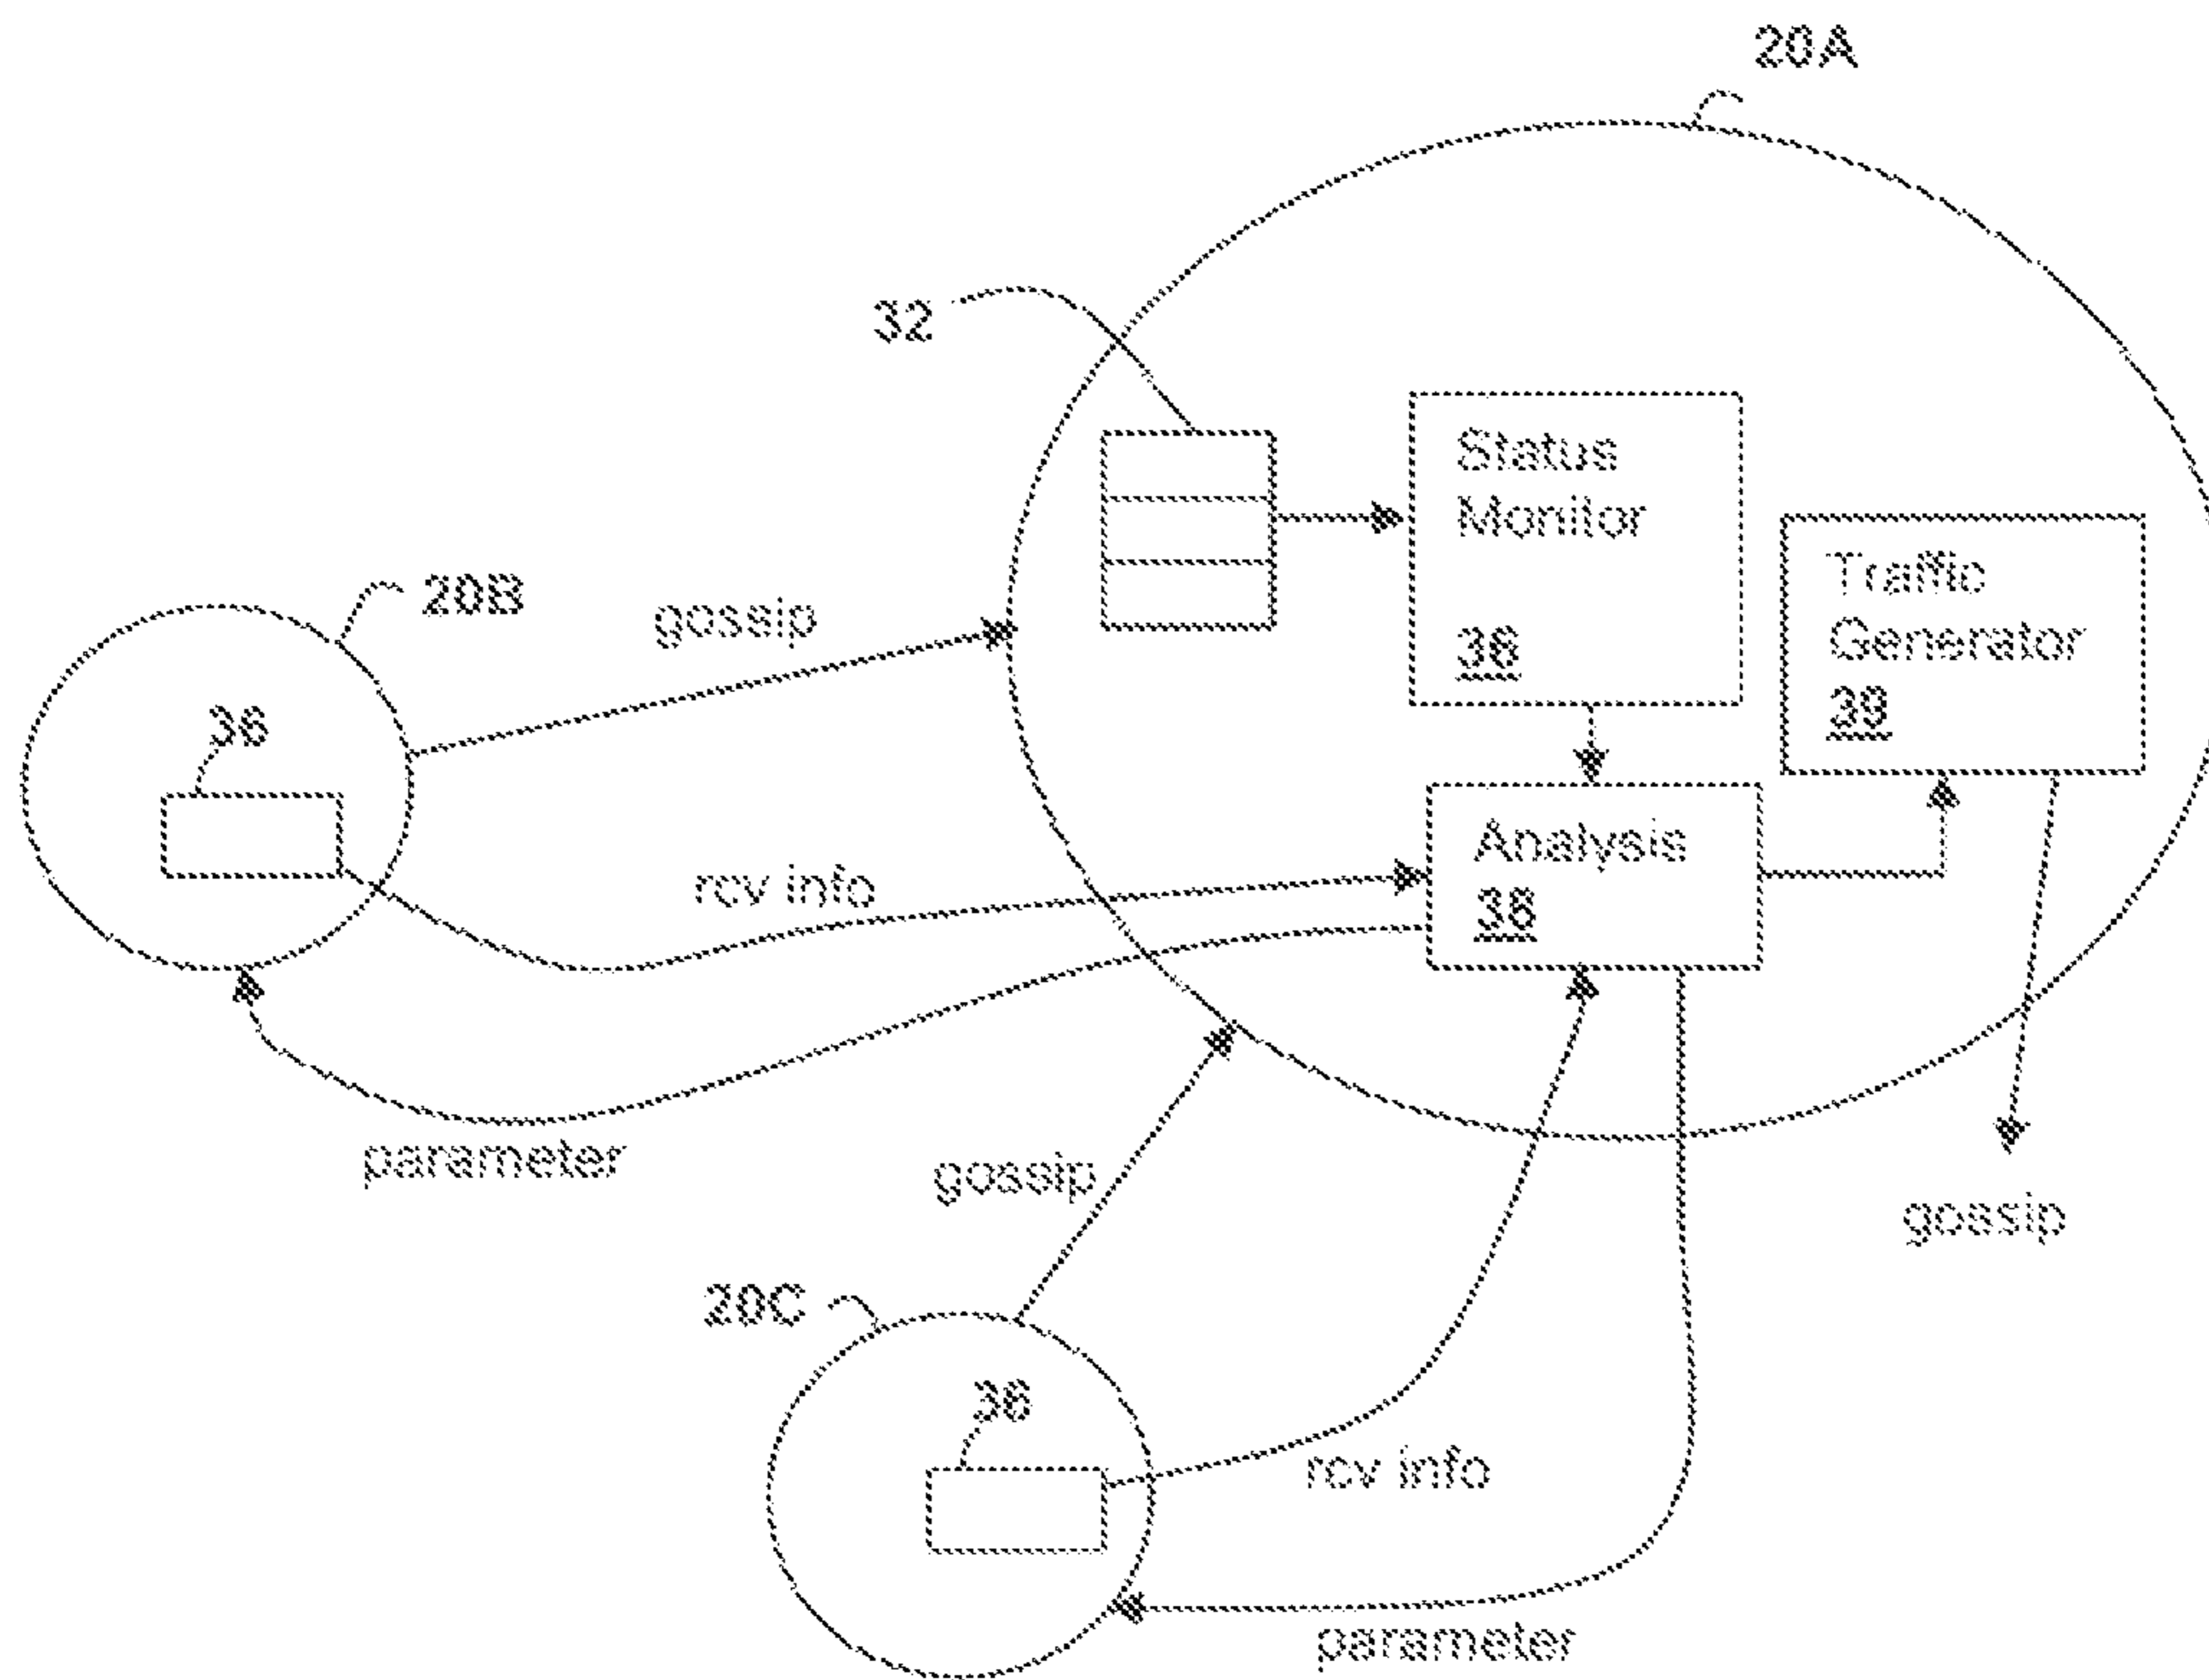 20A
32
Status
Monitor
36
Traffic
Generator
39
20B
gossip
36
Analysis
38
rcv info
parameter
gossip
gossip
20C
36
rcv info
parameter